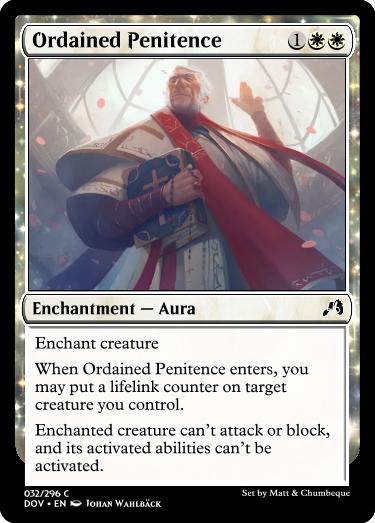 Ordained Penitence 1
Enchantment — Aura
Enchant creature
When Ordained Penitence enters, you
may put a lifelink counter on target
creature you control.
Enchanted creature can't attack or block,
and its activated abilities can't be
activated.
032/296 C
DOV • EN Johan Wahlbäck
Set by Matt & Chumbeque